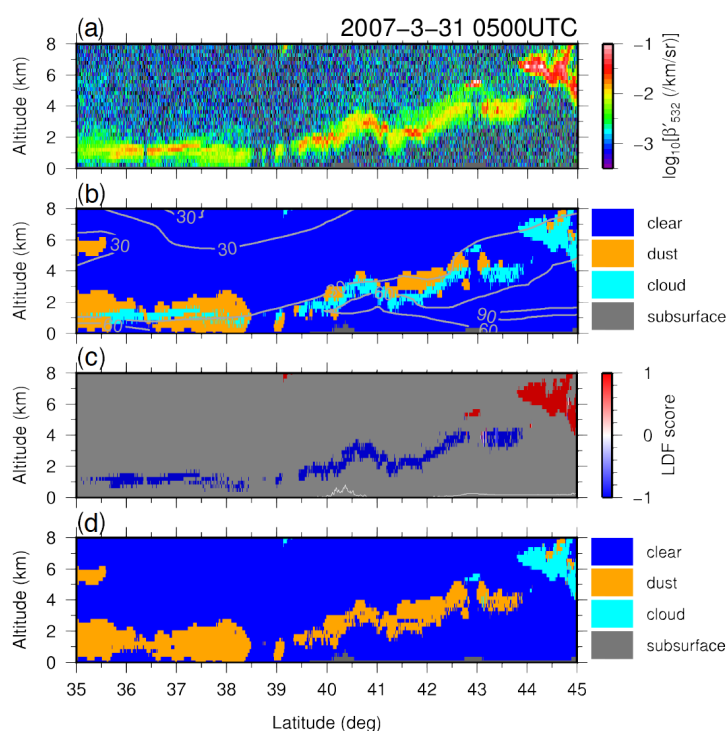 (a) 2007-3-31 0500UTC
8
6
4
2
0
Altitude (km)
-1
-2
-3
log10[β′532 (/km/sr)]
(b)
8
6
4
2
0
Altitude (km)
30
30
30
90
60
clear
dust
cloud
subsurface
(c)
8
6
4
2
0
Altitude (km)
1
0
-1
LDF score
(d)
8
6
4
2
0
Altitude (km)
clear
dust
cloud
subsurface
35 36 37 38 39 40 41 42 43 44 45
Latitude (deg)